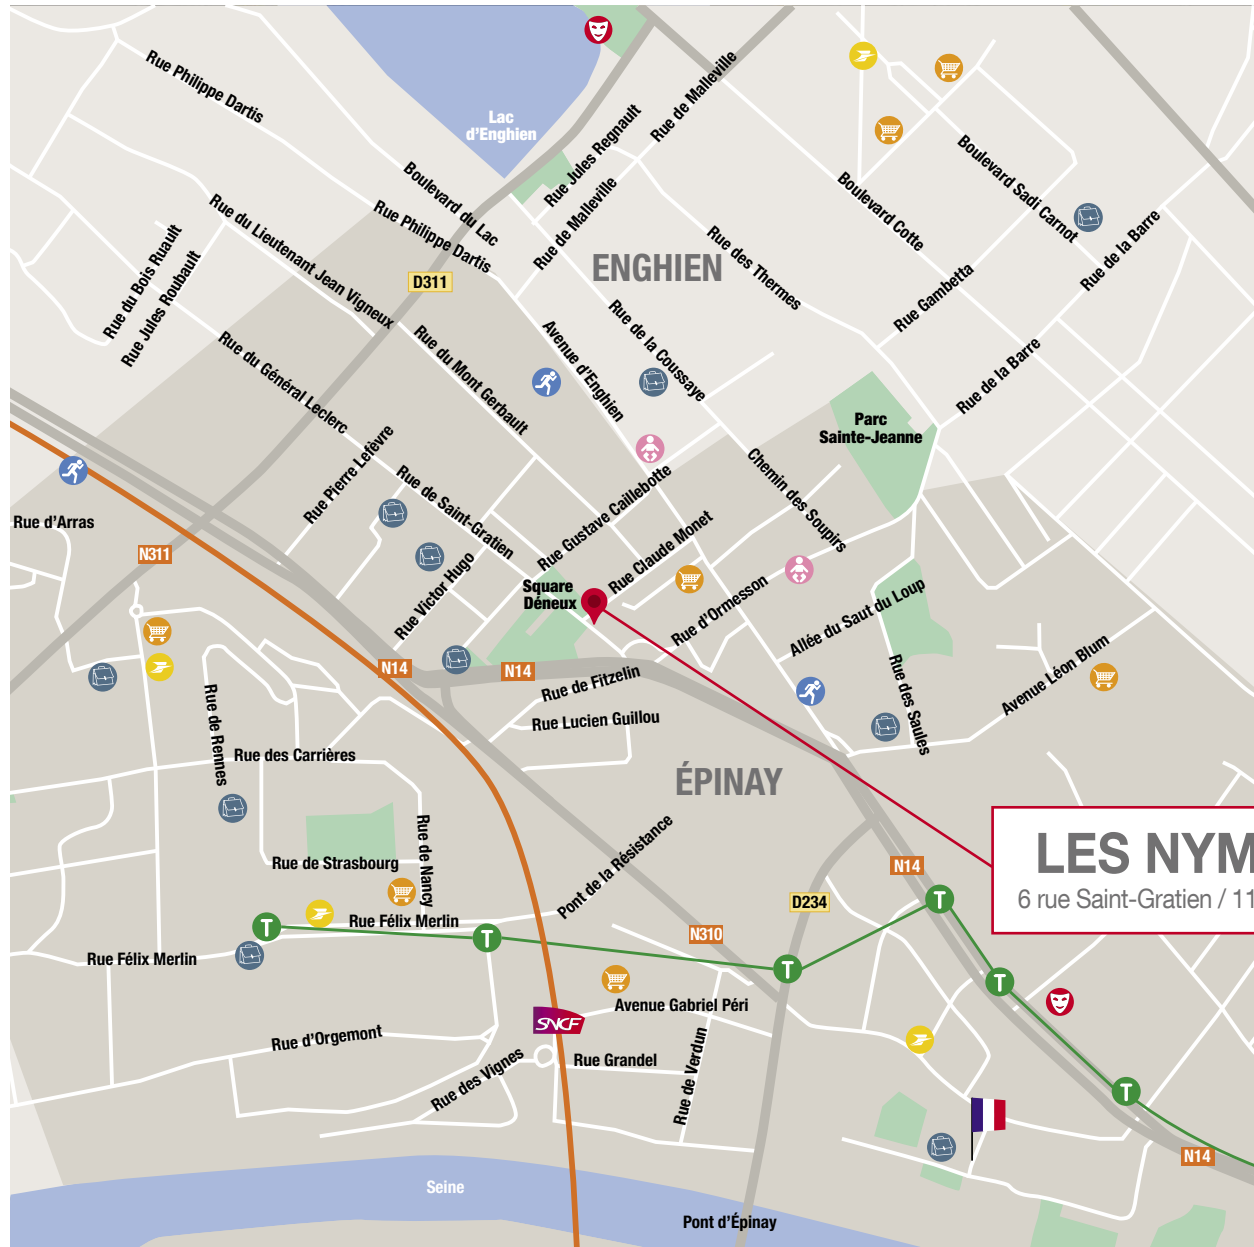 Rue Philippe Dartis
Lac
d'Enghien
Rue de Malleville
Rue Jules Regnault
Boulevard du Lac
Rue Philippe Dartis
Rue de Malleville
Boulevard Sadi Carnot
Boulevard Cotte
Rue de la Barre
Rue du Lieutenant Jean Vigneux
Rue du Bois Ruault
Rue Jules Roubault
D311
ENGHIEN
Rue des Thermes
Rue Gambetta
Rue du Général Leclerc
Rue du Mont Gerbault
Avenue d'Enghien
Rue de la Coussaye
Rue de la Barre
Parc
Sainte-Jeanne
Rue Pierre Lefèvre
Rue de Saint-Gratien
Rue Gustave Caillebotte
Chemin des Soupirs
Rue d'Arras
N311
Rue Claude Monet
Rue Victor Hugo
Square
Déneux
Rue d'Ormesson
Allée du Saut du Loup
N14
N14
Rue de Fitzelin
Rue Lucien Guillou
Rue des Saules
Avenue Léon Blum
Rue de Rennes
Rue des Carrières
ÉPINAY
LES NYM
6 rue Saint-Gratien / 11
Rue de Strasbourg
Rue de Nancy
Pont de la Résistance
N14
D234
T
T
T
T
T
T
Rue Félix Merlin
Rue Félix Merlin
N310
SNCF
Avenue Gabriel Péri
Rue d'Orgemont
Rue des Vignes
Rue Grandel
Rue de Verdun
N14
Seine
Pont d'Épinay